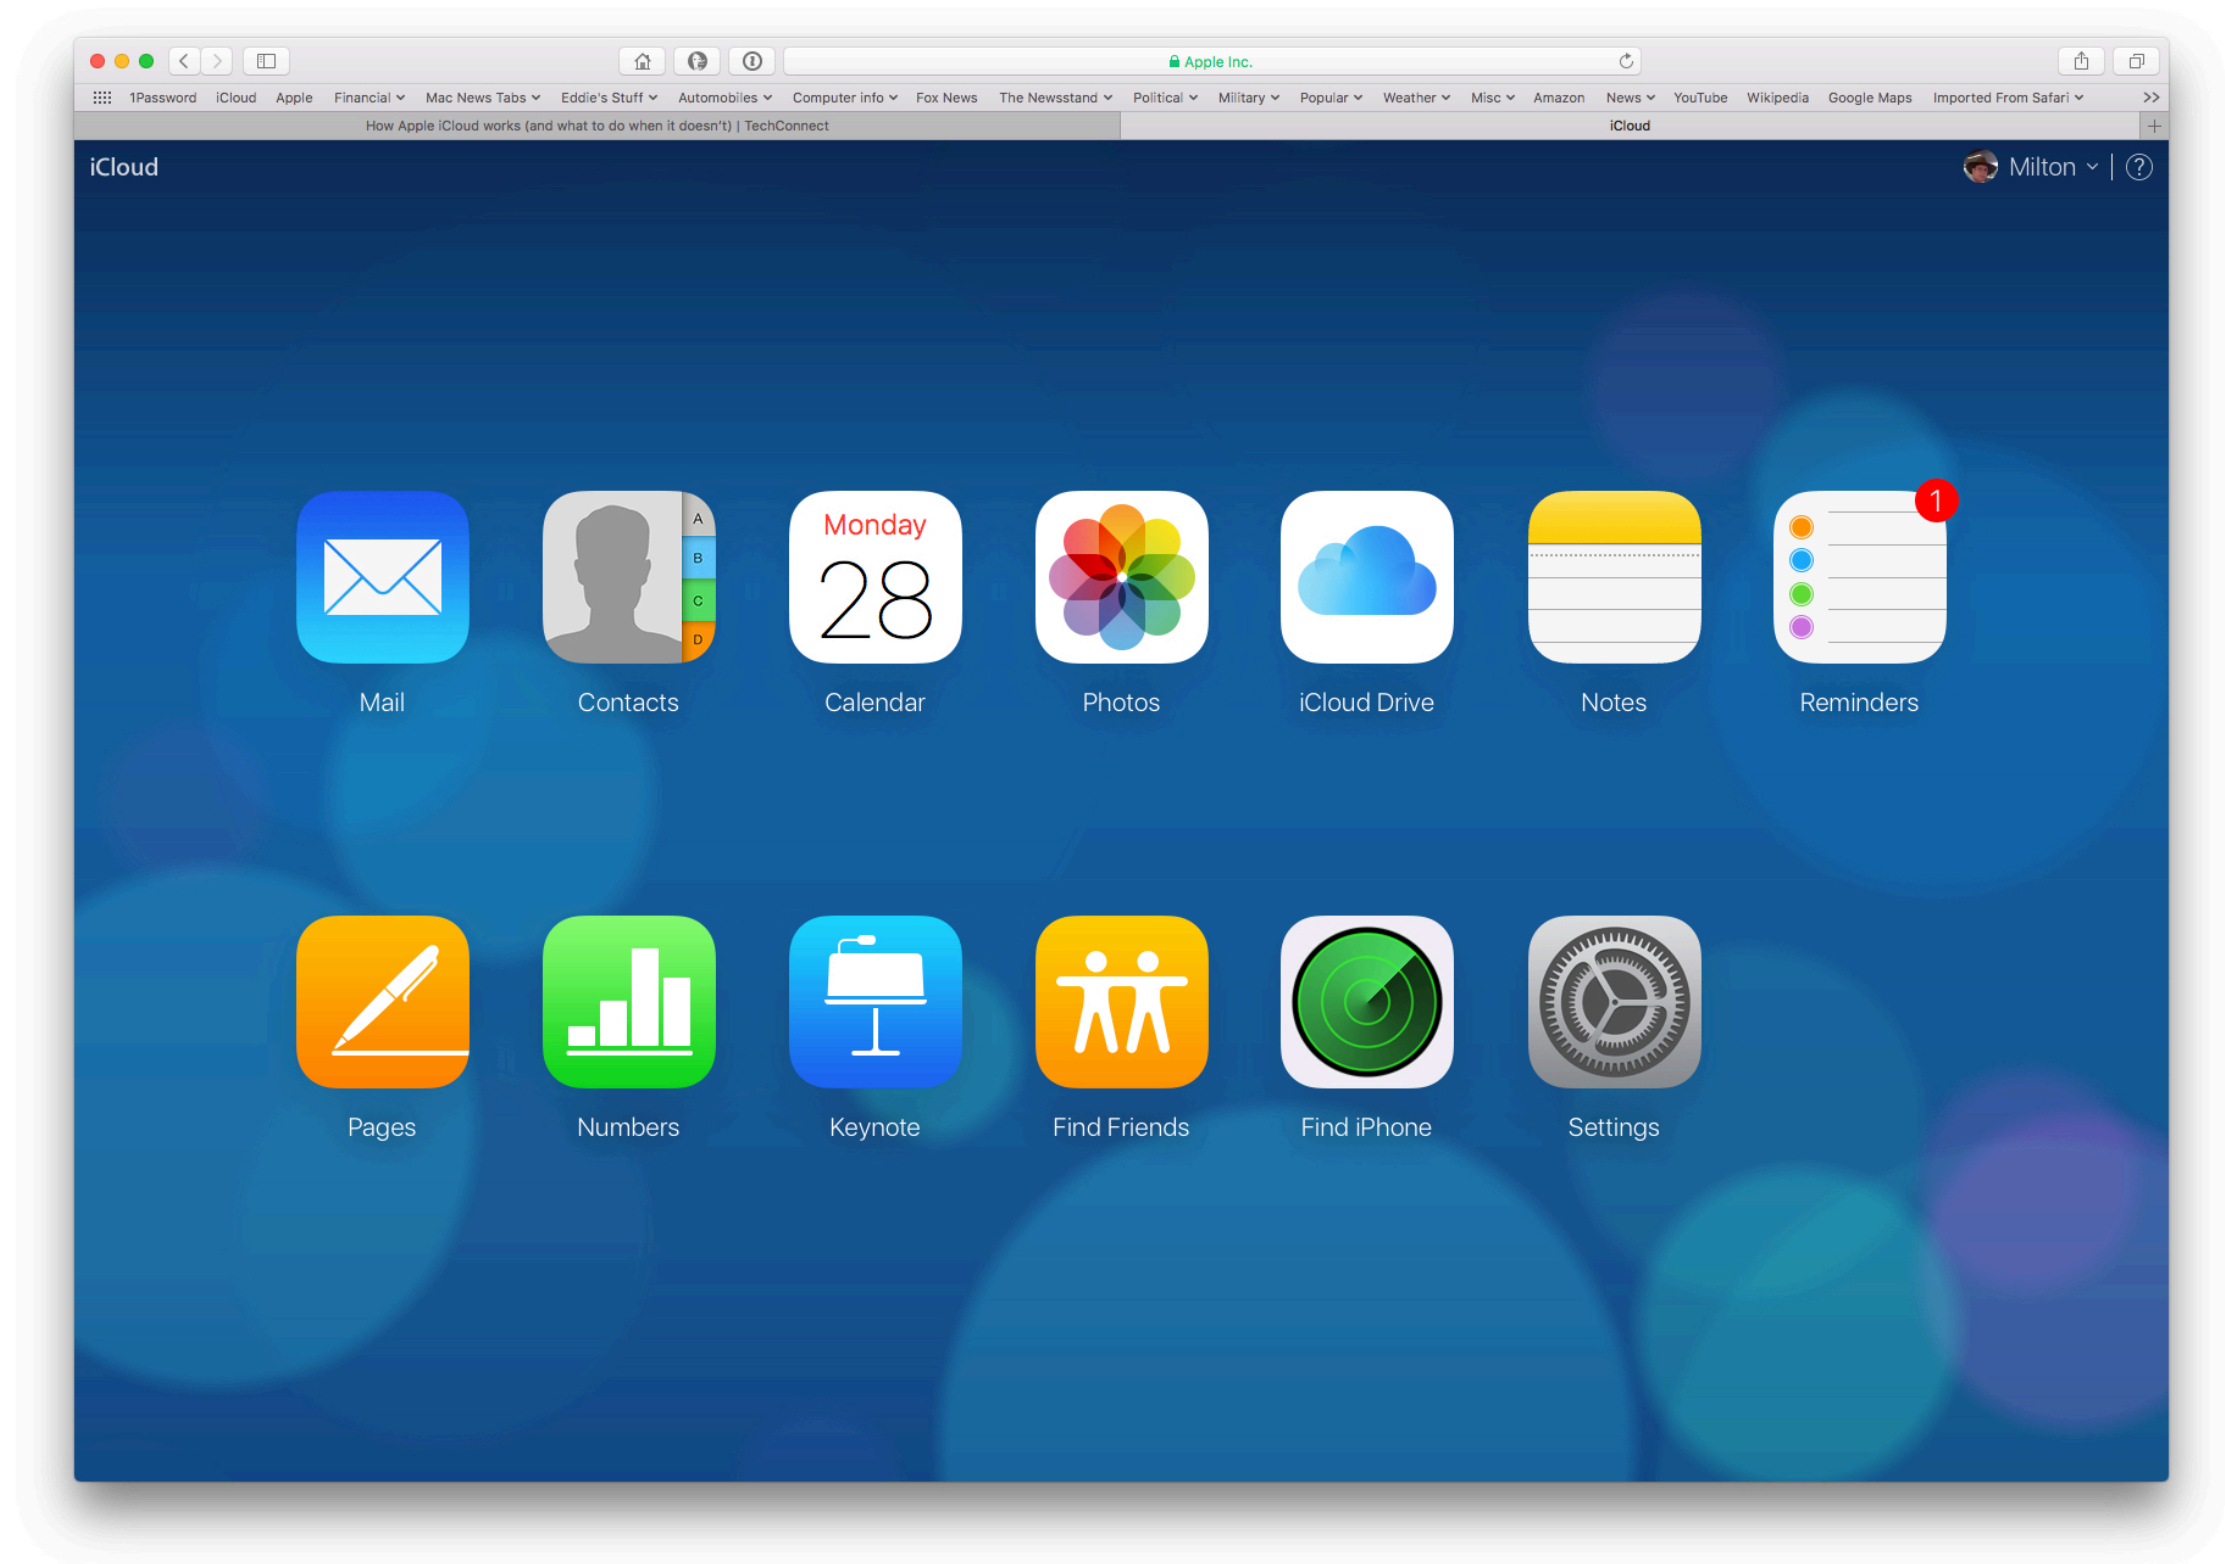 Apple Inc.
1Password iCloud Apple Financial Mac News Tabs Eddie's Stuff Automobiles Computer info Fox News The Newsstand Political Military Popular Weather Misc Amazon News YouTube Wikipedia Google Maps Imported From Safari >>
How Apple iCloud works (and what to do when it doesn't) | TechConnect iCloud +
iCloud Milton ?
Monday
28
A
B
C
D
1
Mail Contacts Calendar Photos iCloud Drive Notes Reminders
Pages Numbers Keynote Find Friends Find iPhone Settings